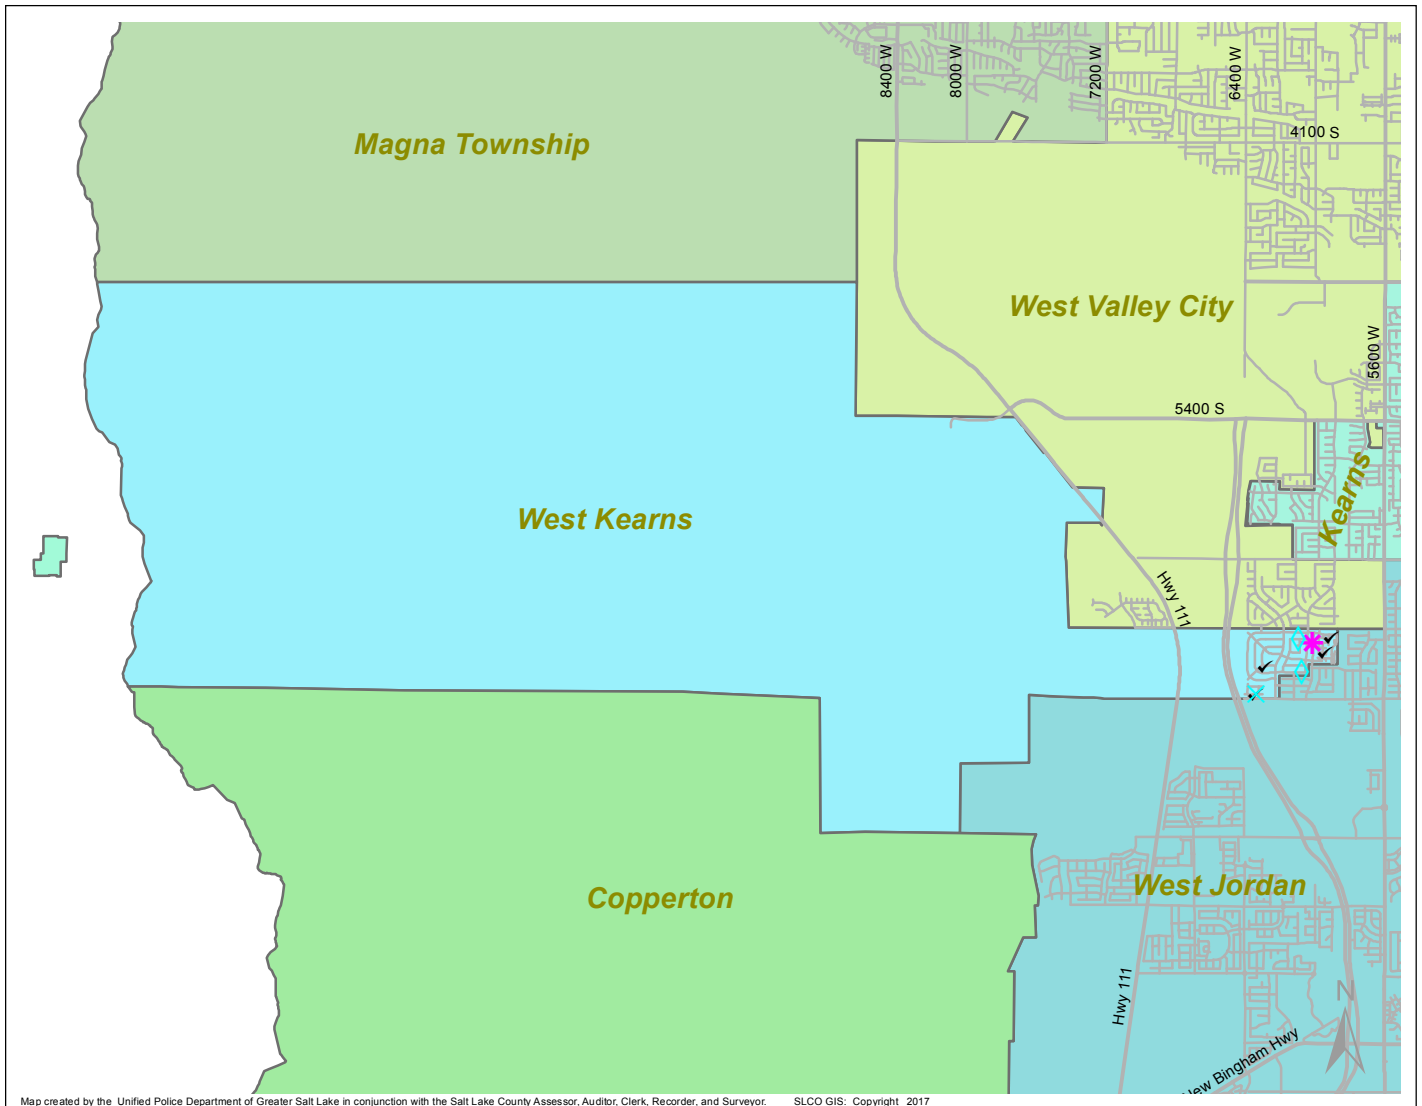 8400 W
8000 W
7200 W
6400 W
4100 S
Magna Township
West Valley City
5600 W
5400 S
Kearns
West Kearns
Hwy 111
West Jordan
Copperton
Hwy 111
N
New Bingham Hwy
Map created by the Unified Police Department of Greater Salt Lake in conjunction with the Salt Lake County Assessor, Auditor, Clerk, Recorder, and Surveyor. SLCO GIS: Copyright 2017